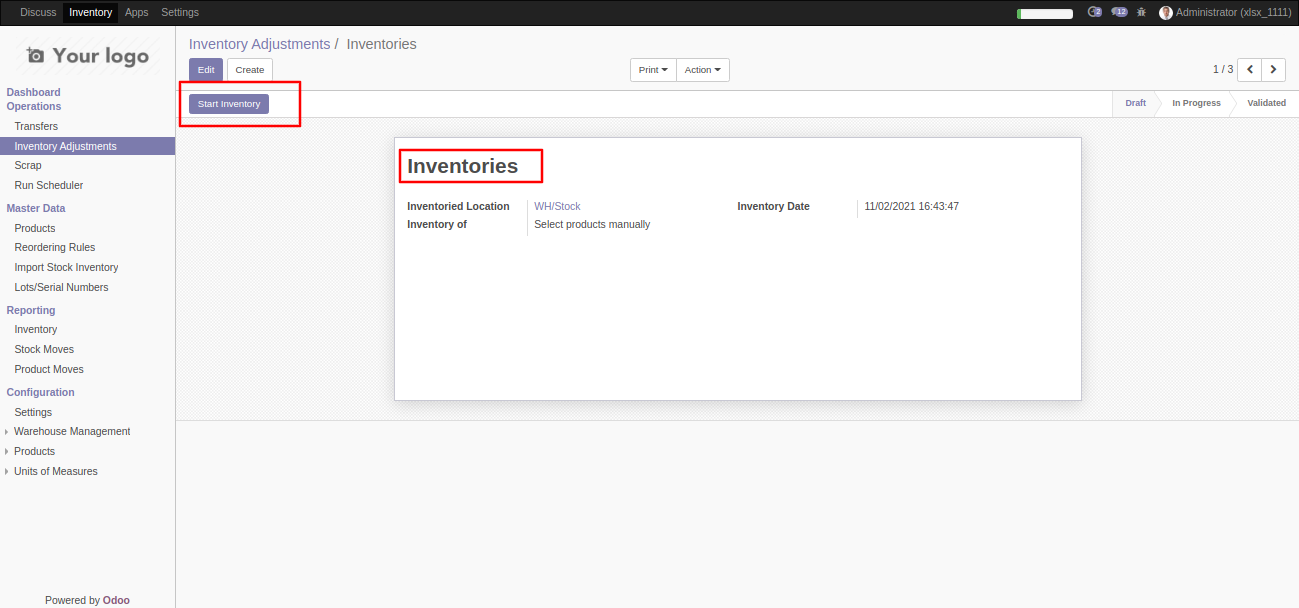 Discuss Inventory Apps Settings 2 12 Administrator (xlsx_1111)
Your logo
Dashboard
Operations
Transfers
Inventory Adjustments
Scrap
Run Scheduler
Master Data
Products
Reordering Rules
Import Stock Inventory
Lots/Serial Numbers
Reporting
Inventory
Stock Moves
Product Moves
Configuration
Settings
Warehouse Management
Products
Units of Measures
Powered by Odoo
Inventory Adjustments / Inventories
Edit Create Print Action 1 / 3
Start Inventory Draft In Progress Validated
Inventories
Inventoried Location WH/Stock Inventory Date 11/02/2021 16:43:47
Inventory of Select products manually